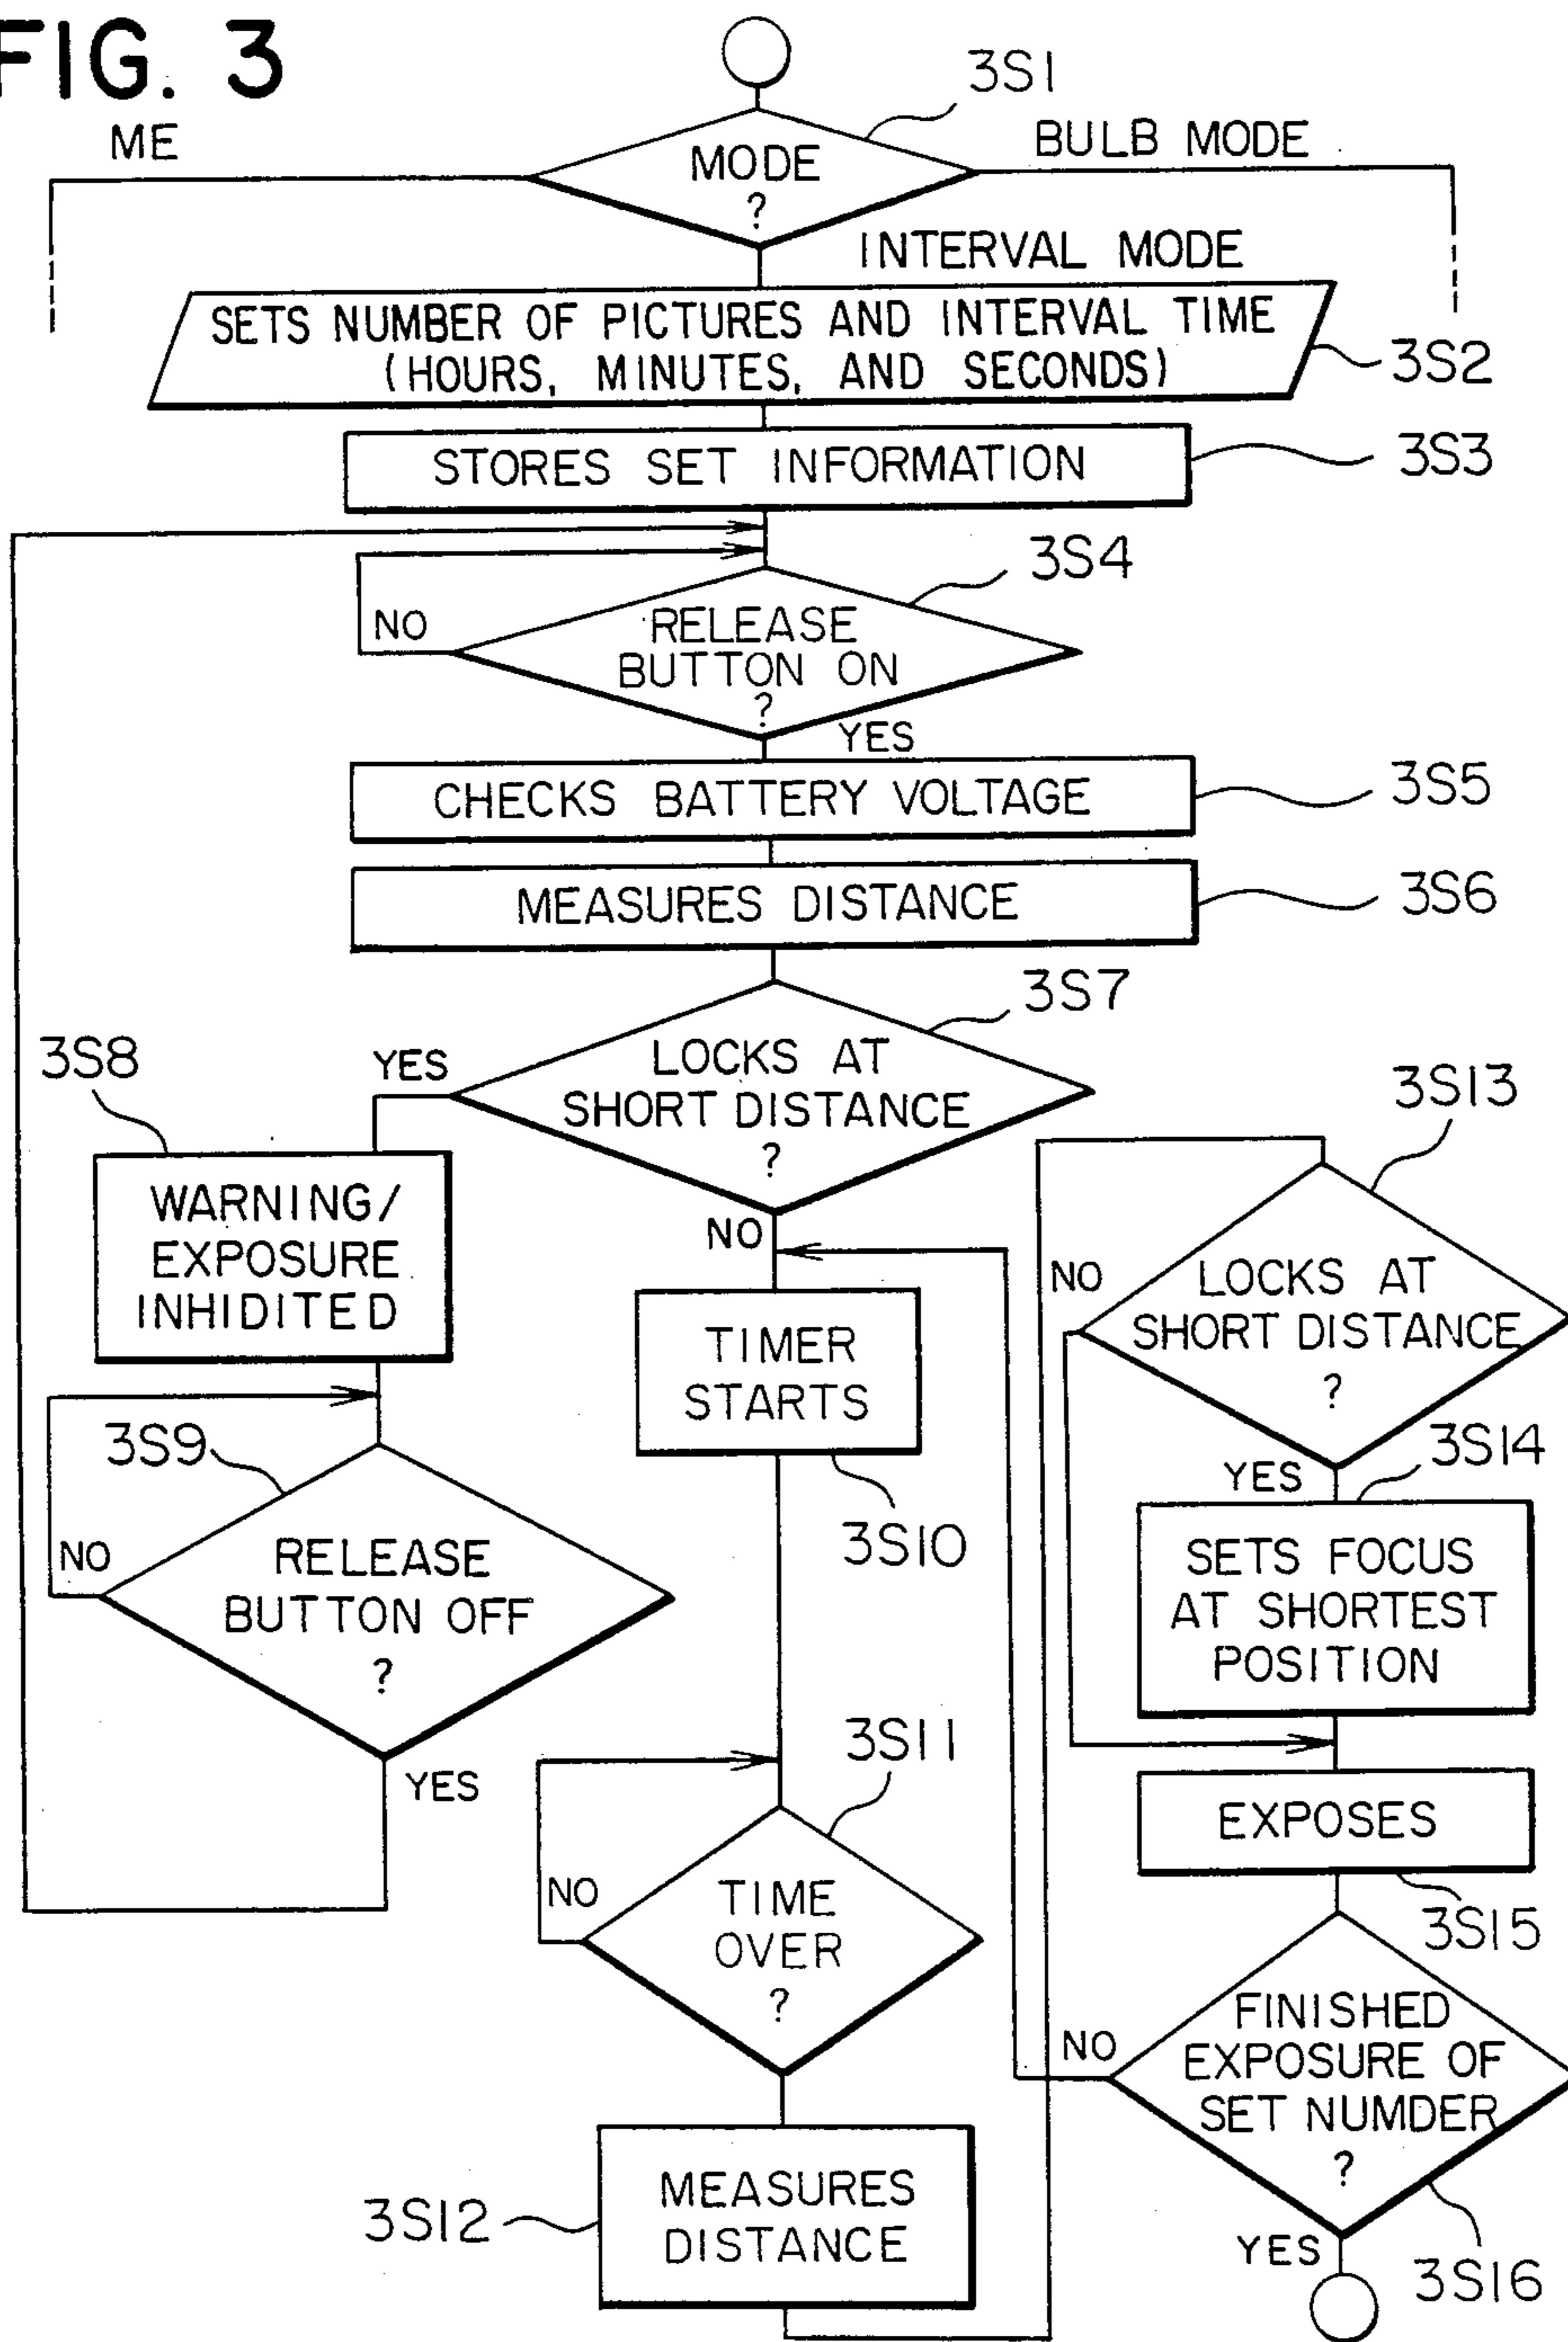 FIG. 3
3S1
ME
BULB MODE
MODE
?
INTERVAL MODE
SETS NUMBER OF PICTURES AND INTERVAL TIME
(HOURS, MINUTES, AND SECONDS)
3S2
STORES SET INFORMATION
3S3
3S4
NO
RELEASE
BUTTON ON
?
YES
CHECKS BATTERY VOLTAGE
3S5
MEASURES DISTANCE
3S6
3S7
YES
LOCKS AT
SHORT DISTANCE
?
NO
3S8
WARNING/
EXPOSURE
INHIDITED
3S9
NO
RELEASE
BUTTON OFF
?
YES
TIMER
STARTS
3S10
3S11
NO
TIME
OVER
?
3S12
MEASURES
DISTANCE
3S13
NO
LOCKS AT
SHORT DISTANCE
?
YES
3S14
SETS FOCUS
AT SHORTEST
POSITION
EXPOSES
3S15
NO
FINISHED
EXPOSURE OF
SET NUMDER
?
YES
3S16